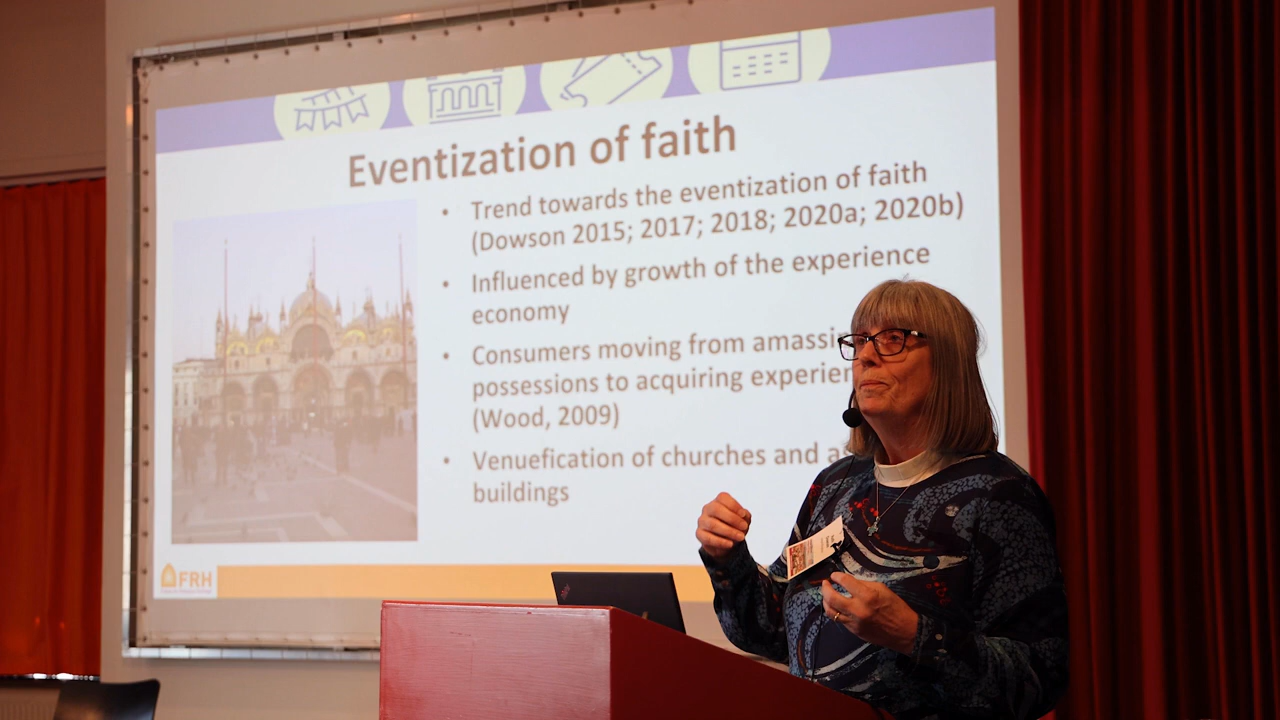 Eventization of faith
• Trend towards the eventization of faith
(Dowson 2015; 2017; 2018; 2020a; 2020b)
• Influenced by growth of the experience
economy
• Consumers moving from
possessions to acquiring
(Wood, 2009)
• Venuefication of churches and
buildings
FRH